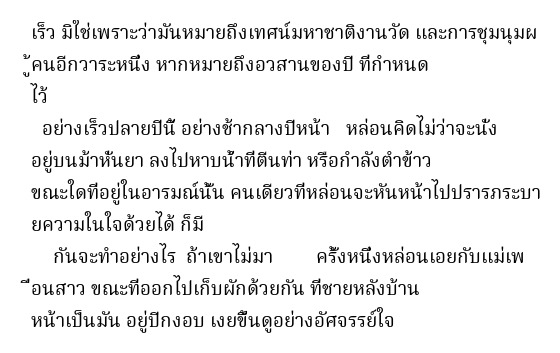 เร็ว มิใช่เพราะว่ามันหมายถึงเทศน์มหาชาติงานวัด และการชุมนุมผ
ู้คนอีกวาระหนึ่ง หากหมายถึงอวสานของปี ที่กำหนด
ไว้
อย่างเร็วปลายปีนี้ อย่างช้ากลางปีหน้า หล่อนคิดไม่ว่าจะนั่ง
อยู่บนม้าหั่นยา ลงไปหาบน้ำที่ตีนท่า หรือกำลังตำข้าว
ขณะใดที่อยู่ในอารมณ์นั้น คนเดียวที่หล่อนจะหันหน้าไปปรารภระบา
ยความในใจด้วยได้ ก็มี
กันจะทำอย่างไร ถ้าเขาไม่มา ครั้งหนึ่งหล่อนเอยกับแม่เพ
ื่อนสาว ขณะที่ออกไปเก็บผักด้วยกัน ที่ชายหลังบ้าน
หน้าเป็นมัน อยู่ปีกงอบ เงยขึ้นดูอย่างอัศจรรย์ใจ